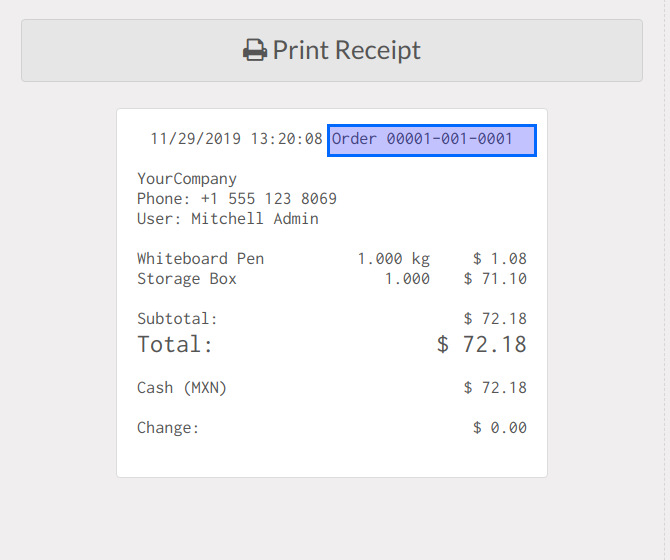 Print Receipt
11/29/2019 13:20:08 Order 00001-001-0001
YourCompany
Phone: +1 555 123 8069
User: Mitchell Admin
Whiteboard Pen 1.000 kg $ 1.08
Storage Box 1.000 $ 71.10
Subtotal: $ 72.18
Total: $ 72.18
Cash (MXN) $ 72.18
Change: $ 0.00